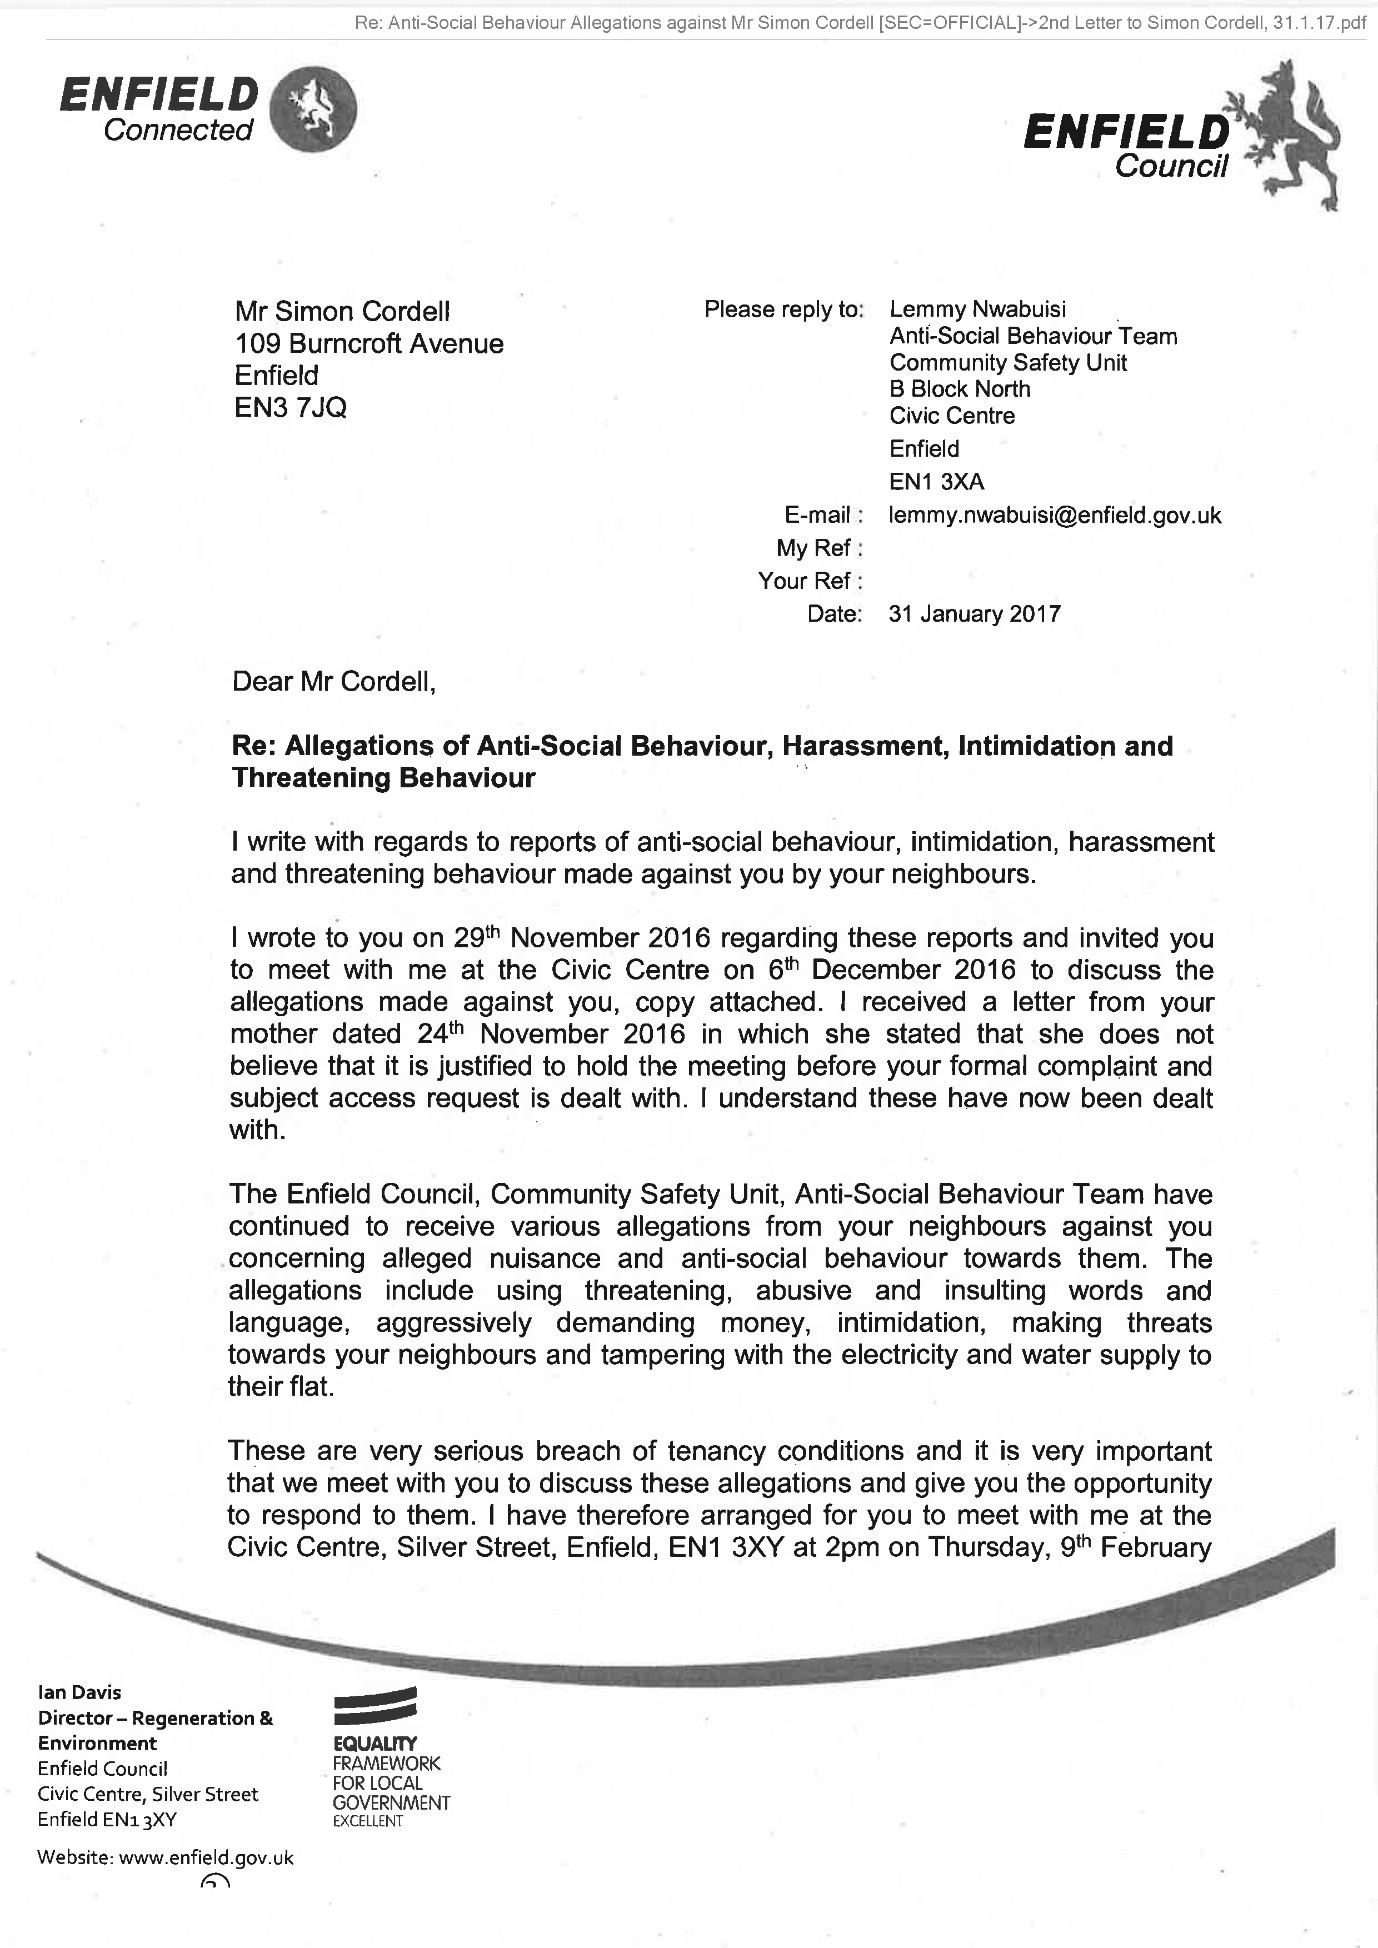 Re: Anti-Social Behaviour Allegations against Mr Simon Cordell [SEC=OFFICIAL]->2nd Letter to Simon Cordell, 31.1.17.pdf
ENFIELD
Connected
ENFIELD
Council
Mr Simon Cordell
109 Burncroft Avenue
Enfield
EN3 7JQ
Please reply to: Lemmy Nwabuisi
Anti-Social Behaviour Team
Community Safety Unit
B Block North
Civic Centre
Enfield
EN1 3XA
E-mail : lemmy.nwabuisi@enfield.gov.uk
My Ref :
Your Ref :
Date: 31 January 2017
Dear Mr Cordell,
Re: Allegations of Anti-Social Behaviour, Harassment, Intimidation and
Threatening Behaviour
I write with regards to reports of anti-social behaviour, intimidation, harassment
and threatening behaviour made against you by your neighbours.
I wrote to you on 29th November 2016 regarding these reports and invited you
to meet with me at the Civic Centre on 6th December 2016 to discuss the
allegations made against you, copy attached. I received a letter from your
mother dated 24th November 2016 in which she stated that she does not
believe that it is justified to hold the meeting before your formal complaint and
subject access request is dealt with. I understand these have now been dealt
with.
The Enfield Council, Community Safety Unit, Anti-Social Behaviour Team have
continued to receive various allegations from your neighbours against you
concerning alleged nuisance and anti-social behaviour towards them. The
allegations include using threatening, abusive and insulting words and
language, aggressively demanding money, intimidation, making threats
towards your neighbours and tampering with the electricity and water supply to
their flat.
These are very serious breach of tenancy conditions and it is very important
that we meet with you to discuss these allegations and give you the opportunity
to respond to them. I have therefore arranged for you to meet with me at the
Civic Centre, Silver Street, Enfield, EN1 3XY at 2pm on Thursday, 9th February
Ian Davis
Director – Regeneration &
Environment
Enfield Council
Civic Centre, Silver Street
Enfield EN1 3XY
Website: www.enfield.gov.uk
EQUALITY
FRAMEWORK
FOR LOCAL
GOVERNMENT
EXCELLENT